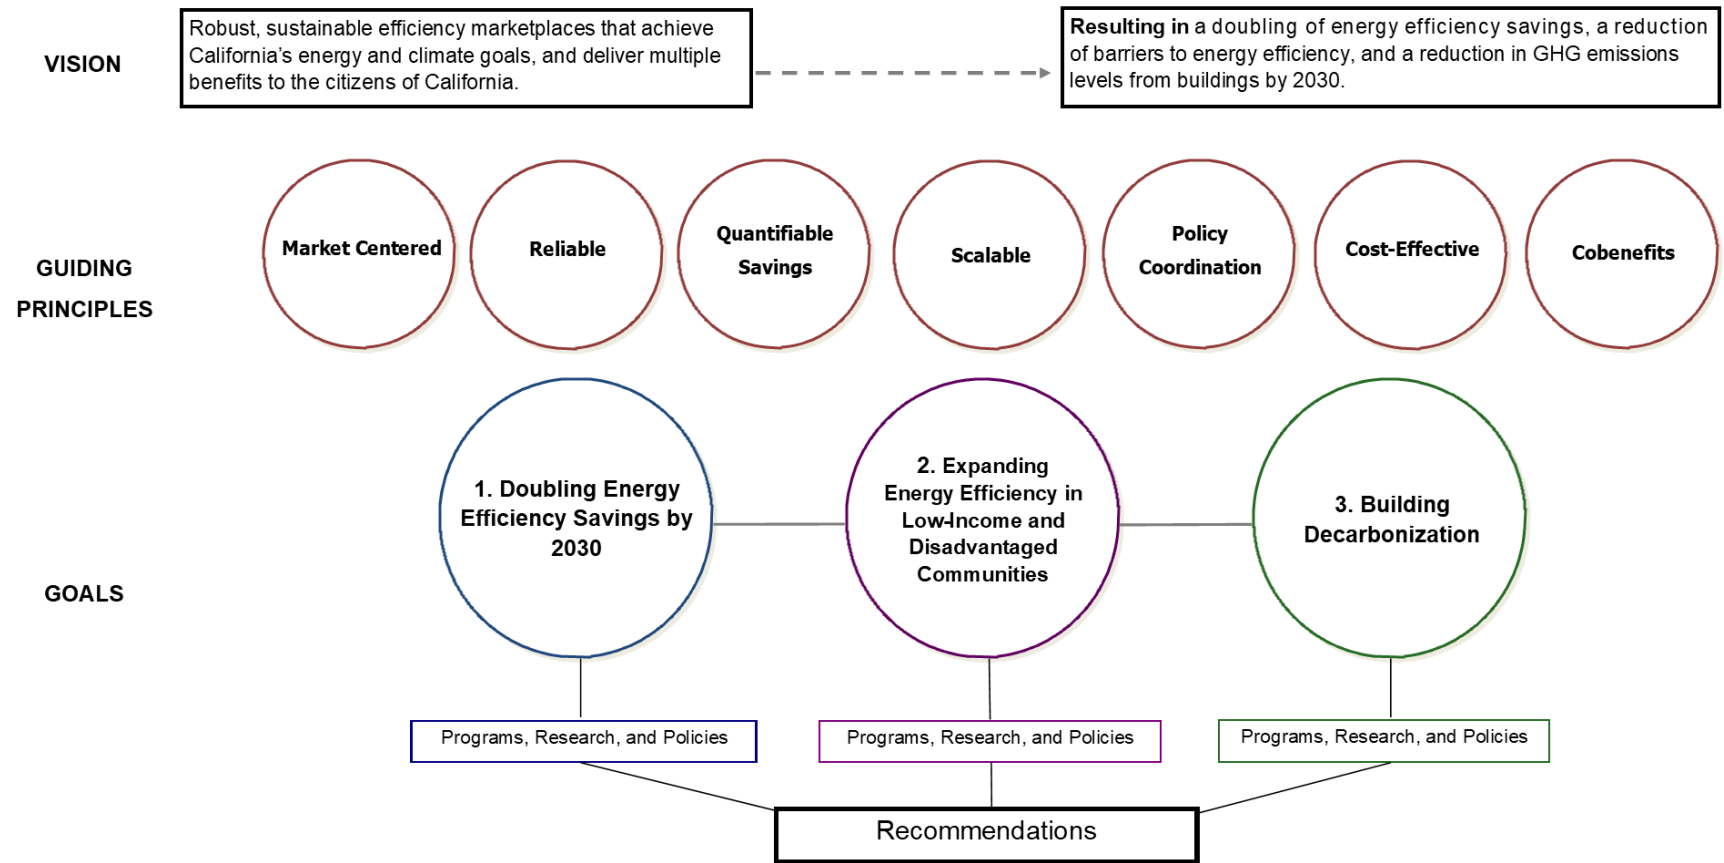 VISION
Robust, sustainable efficiency marketplaces that achieve
California’s energy and climate goals, and deliver multiple
benefits to the citizens of California.
Resulting in a doubling of energy efficiency savings, a reduction
of barriers to energy efficiency, and a reduction in GHG emissions
levels from buildings by 2030.
GUIDING
PRINCIPLES
Market Centered
Reliable
Quantifiable
Savings
Scalable
Policy
Coordination
Cost-Effective
Cobenefits
GOALS
1. Doubling Energy
Efficiency Savings by
2030
2. Expanding
Energy Efficiency in
Low-Income and
Disadvantaged
Communities
3. Building
Decarbonization
Programs, Research, and Policies
Programs, Research, and Policies
Programs, Research, and Policies
Recommendations